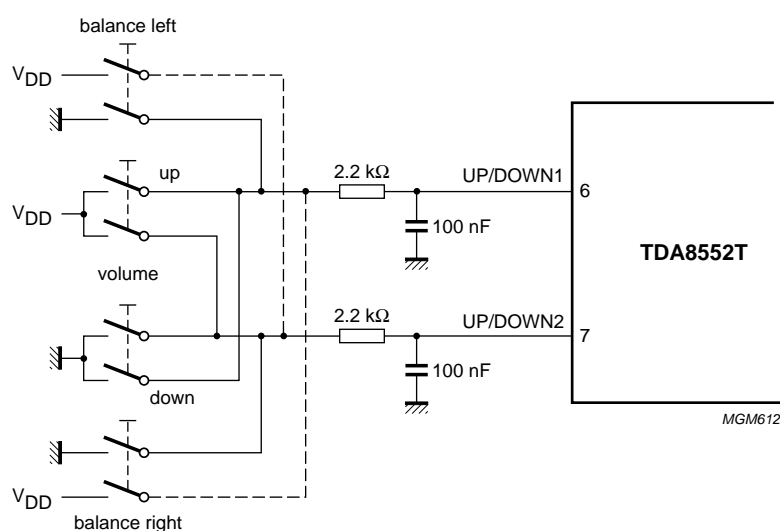 balance left
VDD
up
2.2 kΩ
UP/DOWN1
6
VDD
100 nF
TDA8552T
volume
2.2 kΩ
UP/DOWN2
7
100 nF
down
MGM612
VDD
balance right